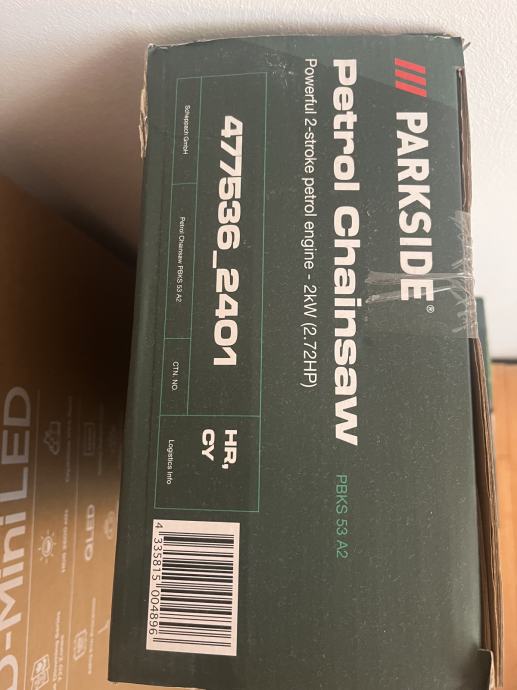 PARKSIDE®
Petrol Chainsaw PBKS 53 A2
Powerful 2-stroke petrol engine - 2kW (2.72HP)
477536_2401
HR,
CY
Scheppach GmbH
Petrol Chainsaw PBKS 53 A2
CTN. NO.
Logistics Info
4 335815 004896
Mini LED
QLED